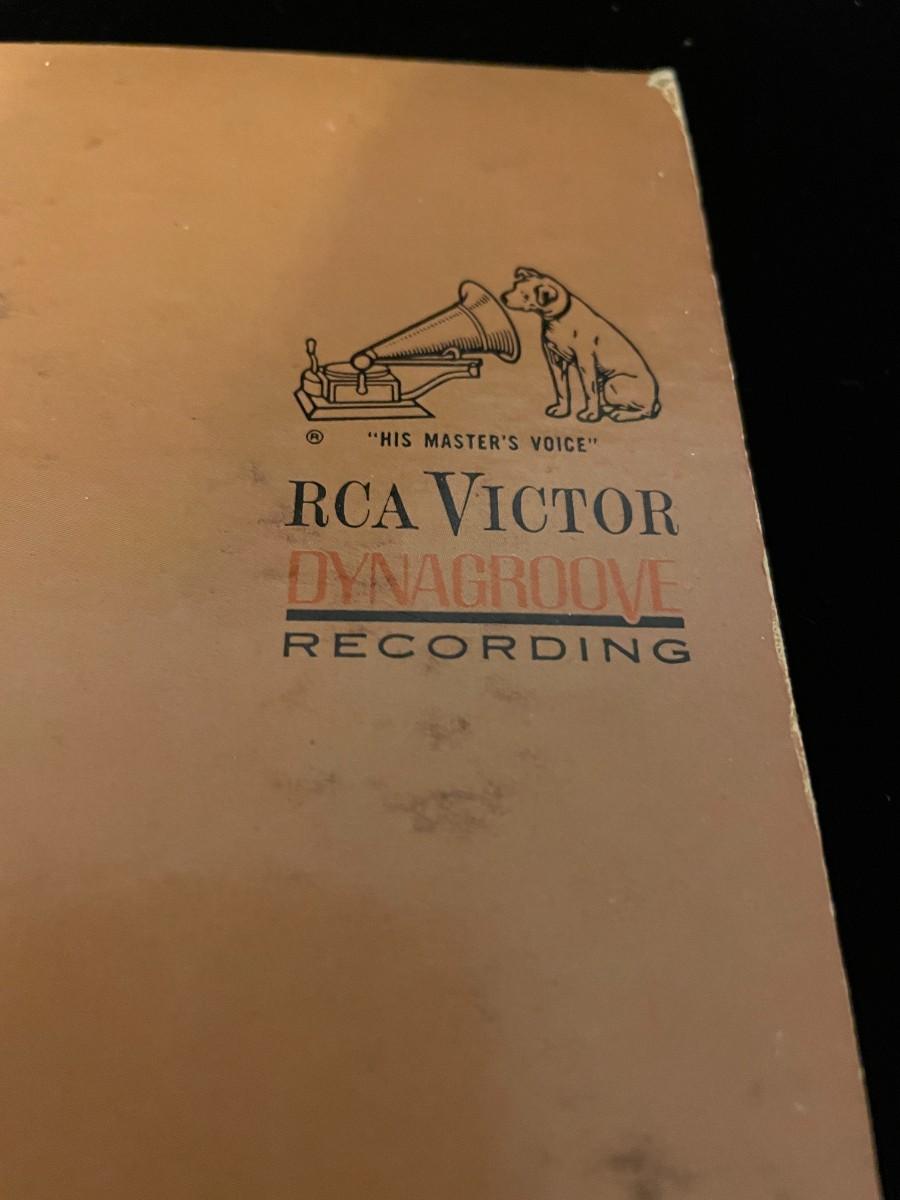 ® "HIS MASTER'S VOICE"
RCA VICTOR
DYNAGROOVE
RECORDING